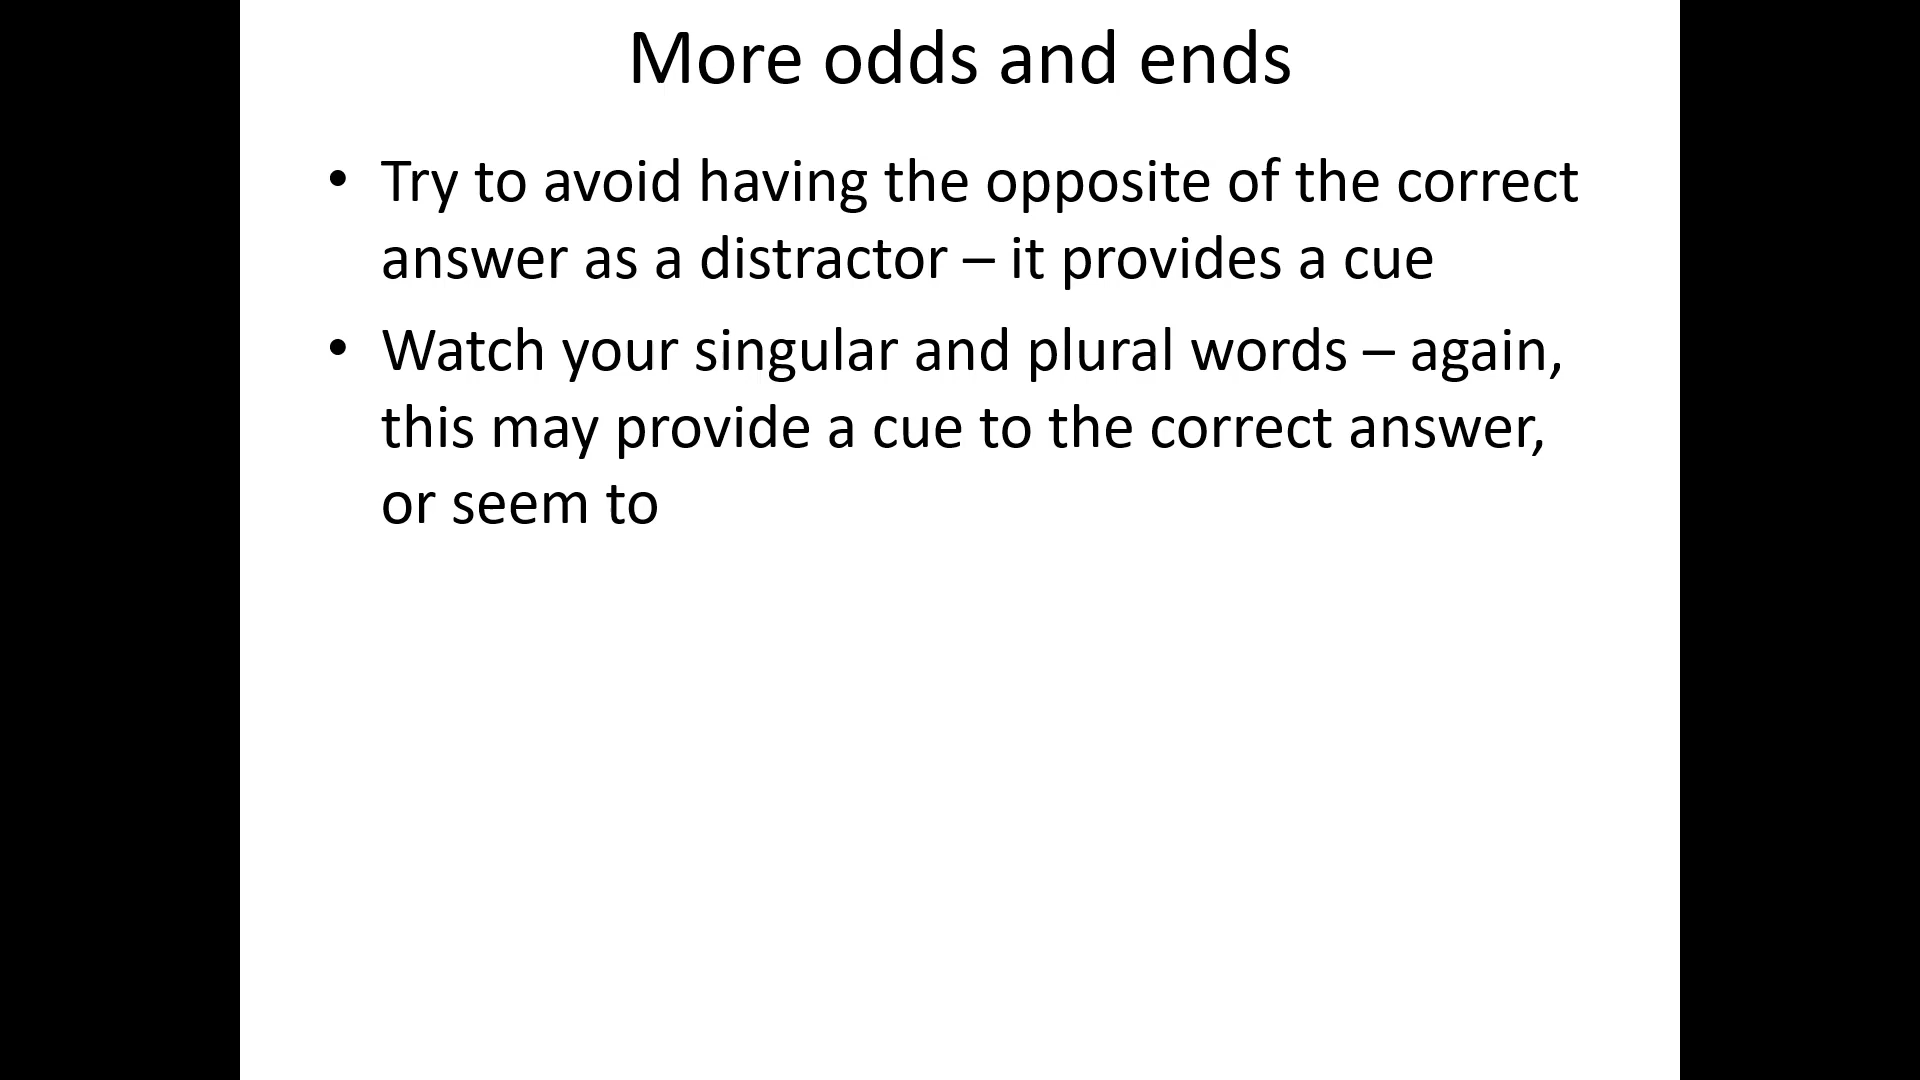 More odds and ends
• Try to avoid having the opposite of the correct
answer as a distractor – it provides a cue
• Watch your singular and plural words – again,
this may provide a cue to the correct answer,
or seem to